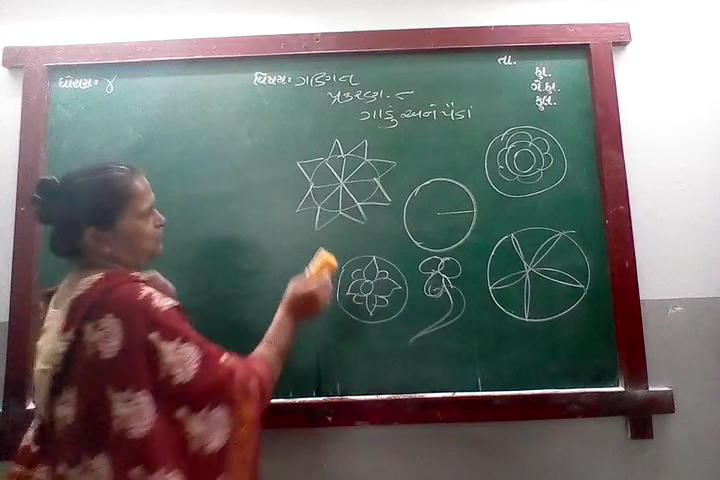 ધોરણ: ૪
વિષય: ગણિત
પ્રકરણ - ૮
ગાડું અને પૈડાં
તા.
હા.
ગે.હા.
કુલ.